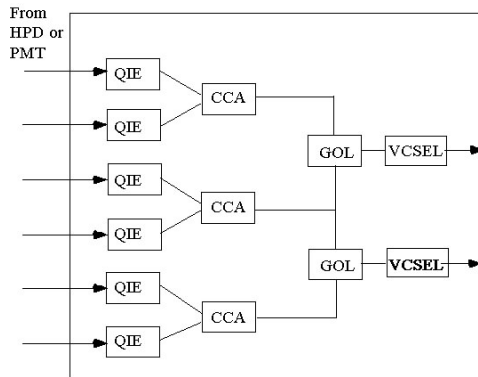 From
HPD or
PMT
QIE
CCA
QIE
GOL
VCSEL
QIE
CCA
QIE
GOL
VCSEL
QIE
CCA
QIE